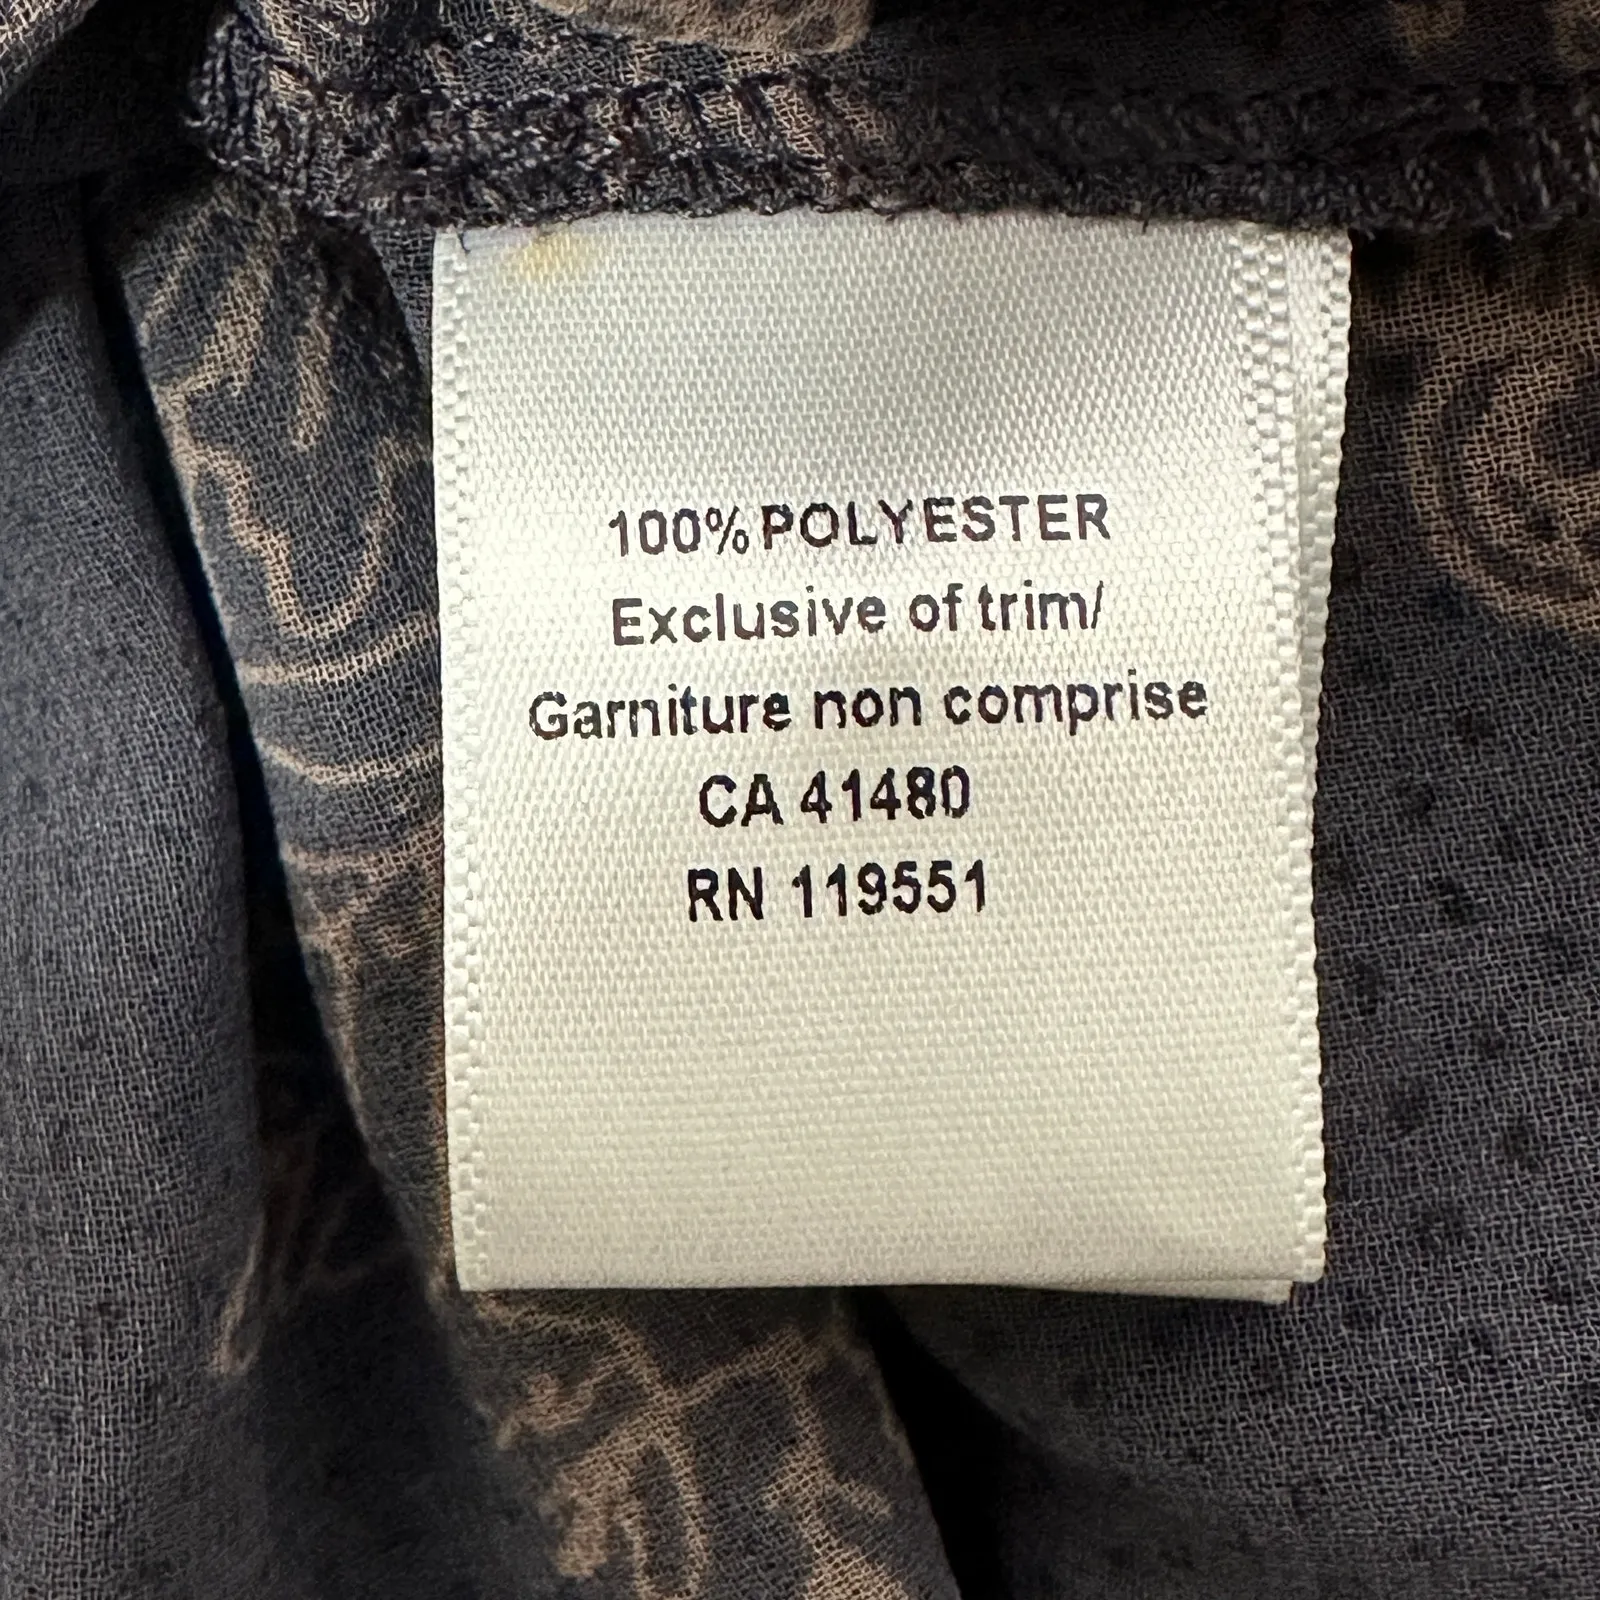 100% POLYESTER
Exclusive of trim/
Garniture non comprise
CA 41480
RN 119551